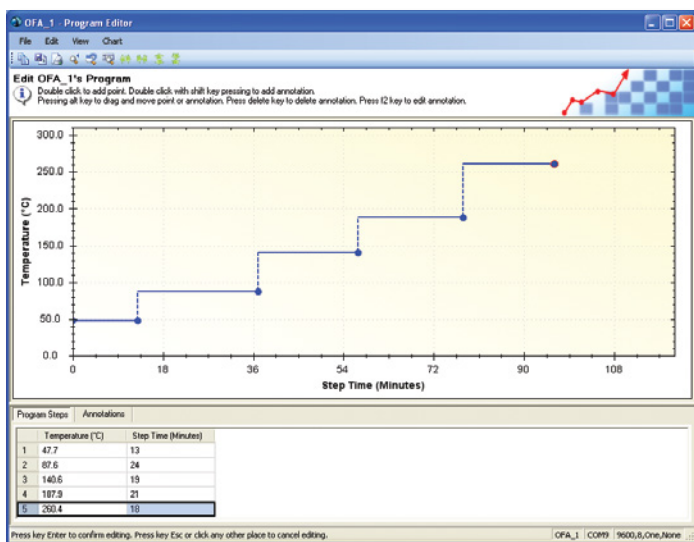 OFA_1 - Program Editor
File Edit View Chart
Edit OFA_1's Program
Double click to add point. Double click with shift key pressing to add annotation.
Pressing alt key to drag and move point or annotation. Press delete key to delete annotation. Press f2 key to edit annotation.
300.0
250.0
200.0
150.0
100.0
50.0
0.0
Temperature (°C)
0 18 36 54 72 90 108
Step Time (Minutes)
Program Steps Annotations
Temperature (°C) Step Time (Minutes)
1 47.7 13
2 87.6 24
3 140.6 19
4 187.9 21
5 260.4 18
Press key Enter to confirm editing. Press key Esc or click any other place to cancel editing.
OFA_1 COM9 9600,8,One,None